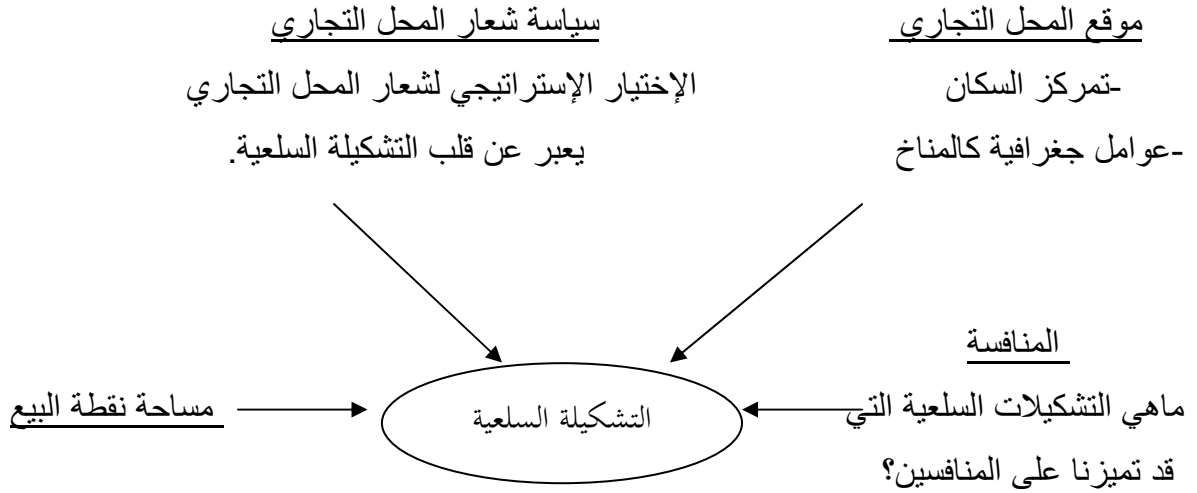 موقع المحل التجاري
-تمركز السكان
-عوامل جغرافية كالمناخ
سياسة شعار المحل التجاري
الإختيار الإستراتيجي لشعار المحل التجاري
يعبر عن قلب التشكيلة السلعية.
المنافسة
ماهي التشكيلات السلعية التي
قد تميزنا على المنافسين؟
التشكيلة السلعية
مساحة نقطة البيع